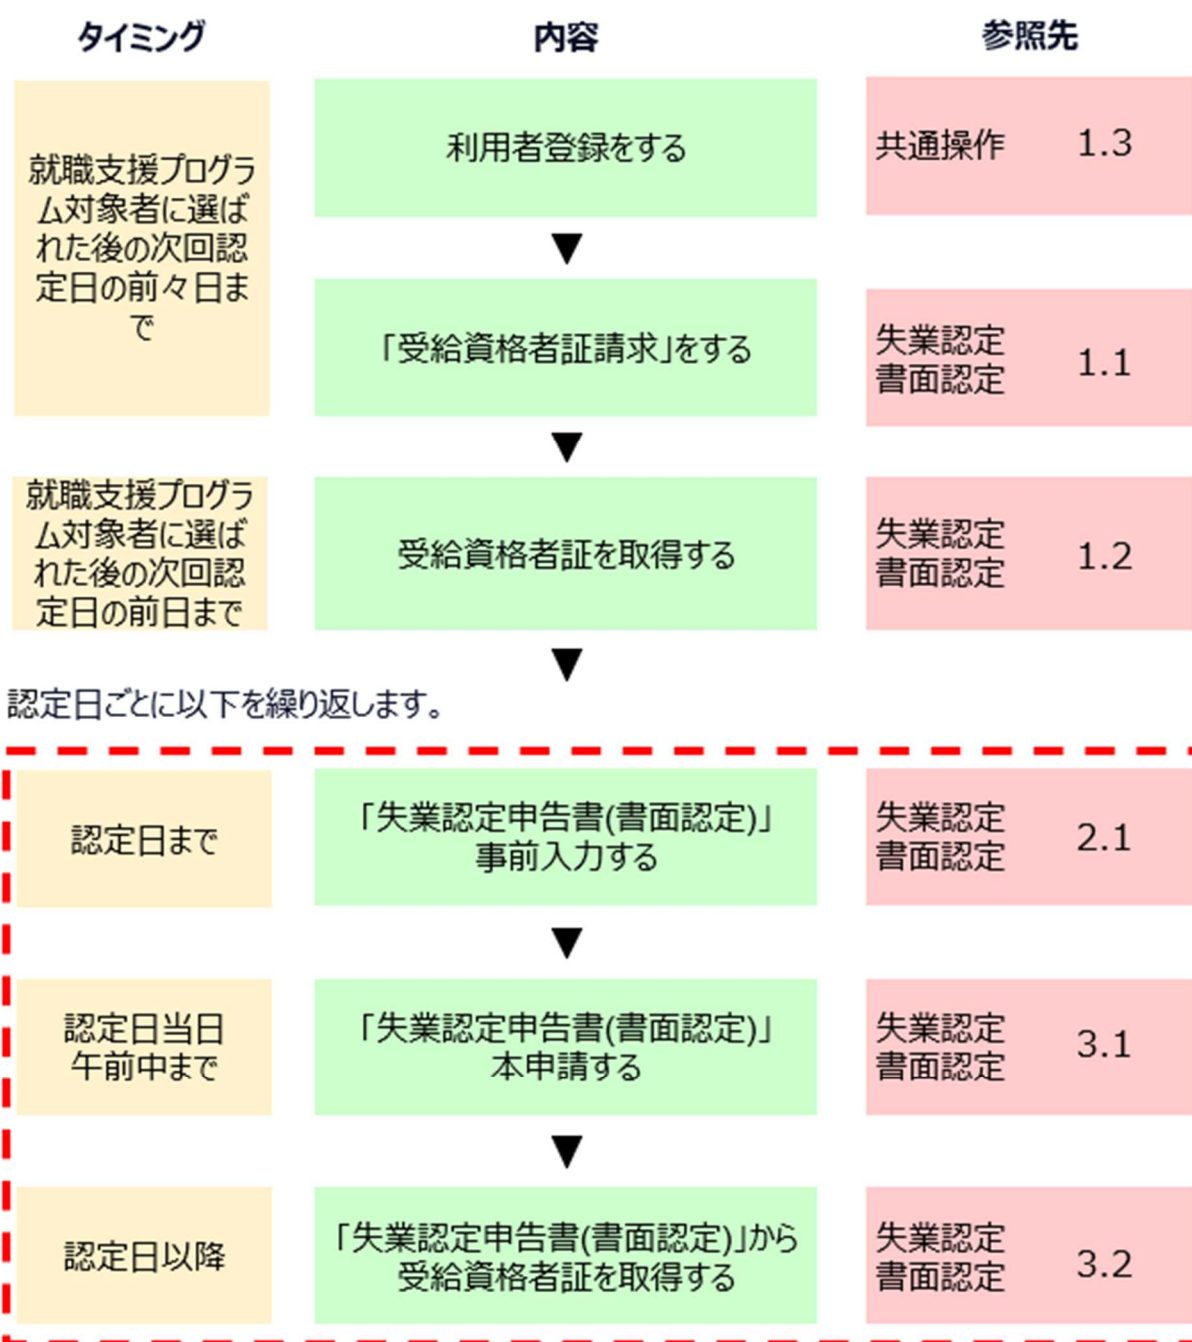 タイミング
内容
参照先
就職支援プログラ
ム対象者に選ば
れた後の次回認
定日の前々日ま
で
利用者登録をする
共通操作 1.3
▼
「受給資格者証請求」をする
失業認定
書面認定
1.1
▼
就職支援プログラ
ム対象者に選ば
れた後の次回認
定日の前日まで
受給資格者証を取得する
失業認定
書面認定
1.2
▼
認定日ごとに以下を繰り返します。
認定日まで
「失業認定申告書(書面認定)」
事前入力する
失業認定
書面認定
2.1
▼
認定日当日
午前中まで
「失業認定申告書(書面認定)」
本申請する
失業認定
書面認定
3.1
▼
認定日以降
「失業認定申告書(書面認定)」から
受給資格者証を取得する
失業認定
書面認定
3.2